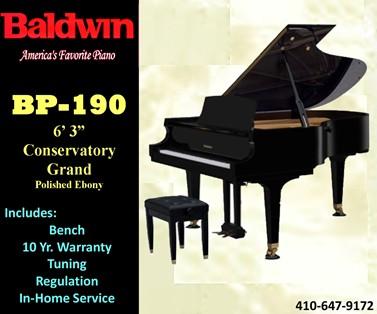 Baldwin
America's Favorite Piano
BP-190
6' 3"
Conservatory
Grand
Polished Ebony
Includes:
Bench
10 Yr. Warranty
Tuning
Regulation
In-Home Service
410-647-9172